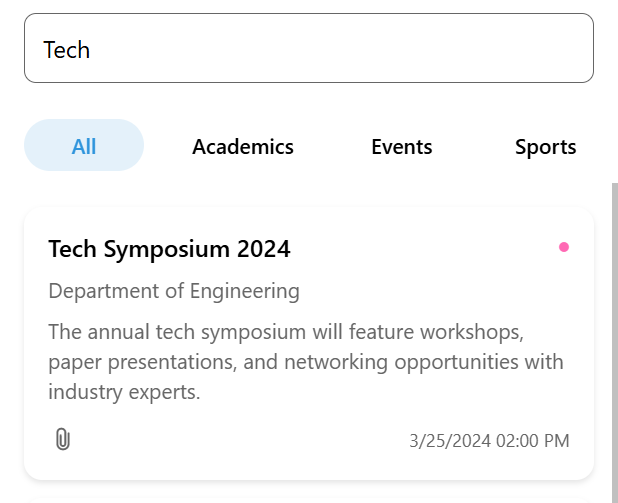 Tech
All Academics Events Sports
Tech Symposium 2024
Department of Engineering
The annual tech symposium will feature workshops,
paper presentations, and networking opportunities with
industry experts.
3/25/2024 02:00 PM